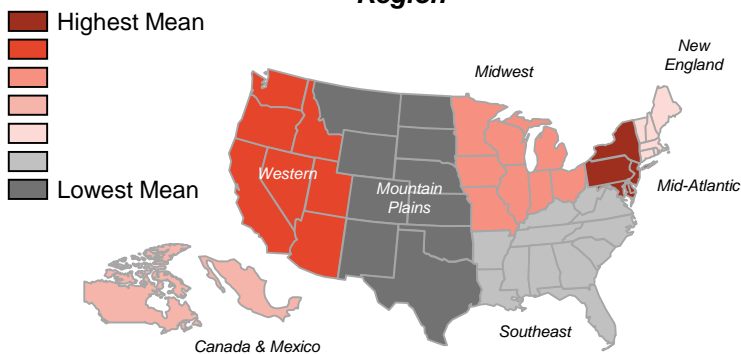 Region
Highest Mean
New
England
Midwest
Western
Mountain
Plains
Lowest Mean
Mid-Atlantic
Southeast
Canada & Mexico